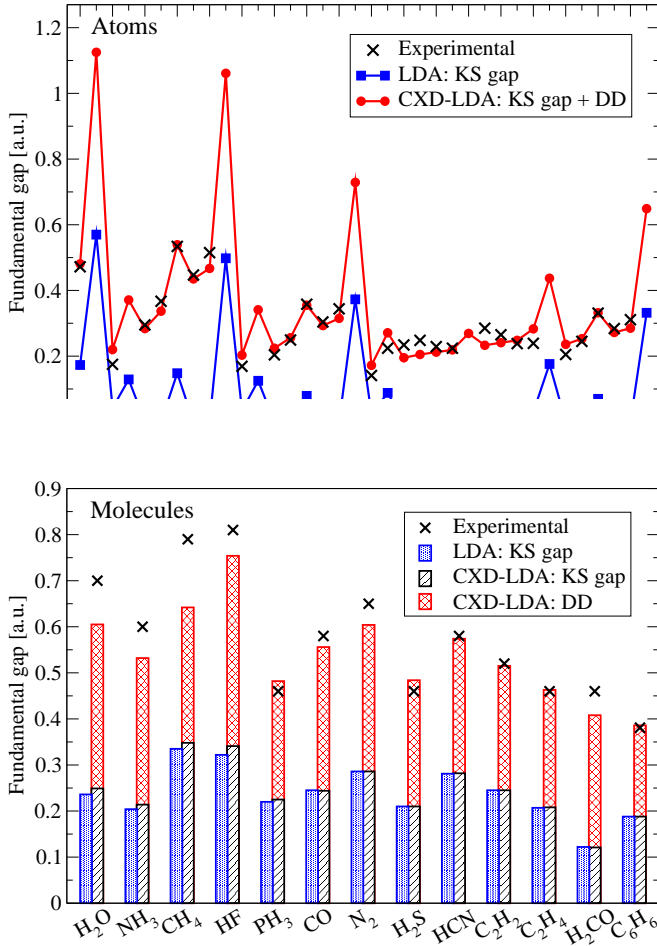 1.2
1
0.8
0.6
0.4
0.2
Fundamental gap [a.u.]
Atoms
Experimental
LDA: KS gap
CXD-LDA: KS gap + DD
0.9
0.8
0.7
0.6
0.5
0.4
0.3
0.2
0.1
0
Fundamental gap [a.u.]
Molecules
Experimental
LDA: KS gap
CXD-LDA: KS gap
CXD-LDA: DD
H₂O NH₃ CH₄ HF PH₃ CO N₂ H₂S HCN C₂H₂ C₂H₄ H₂CO C₆H₆